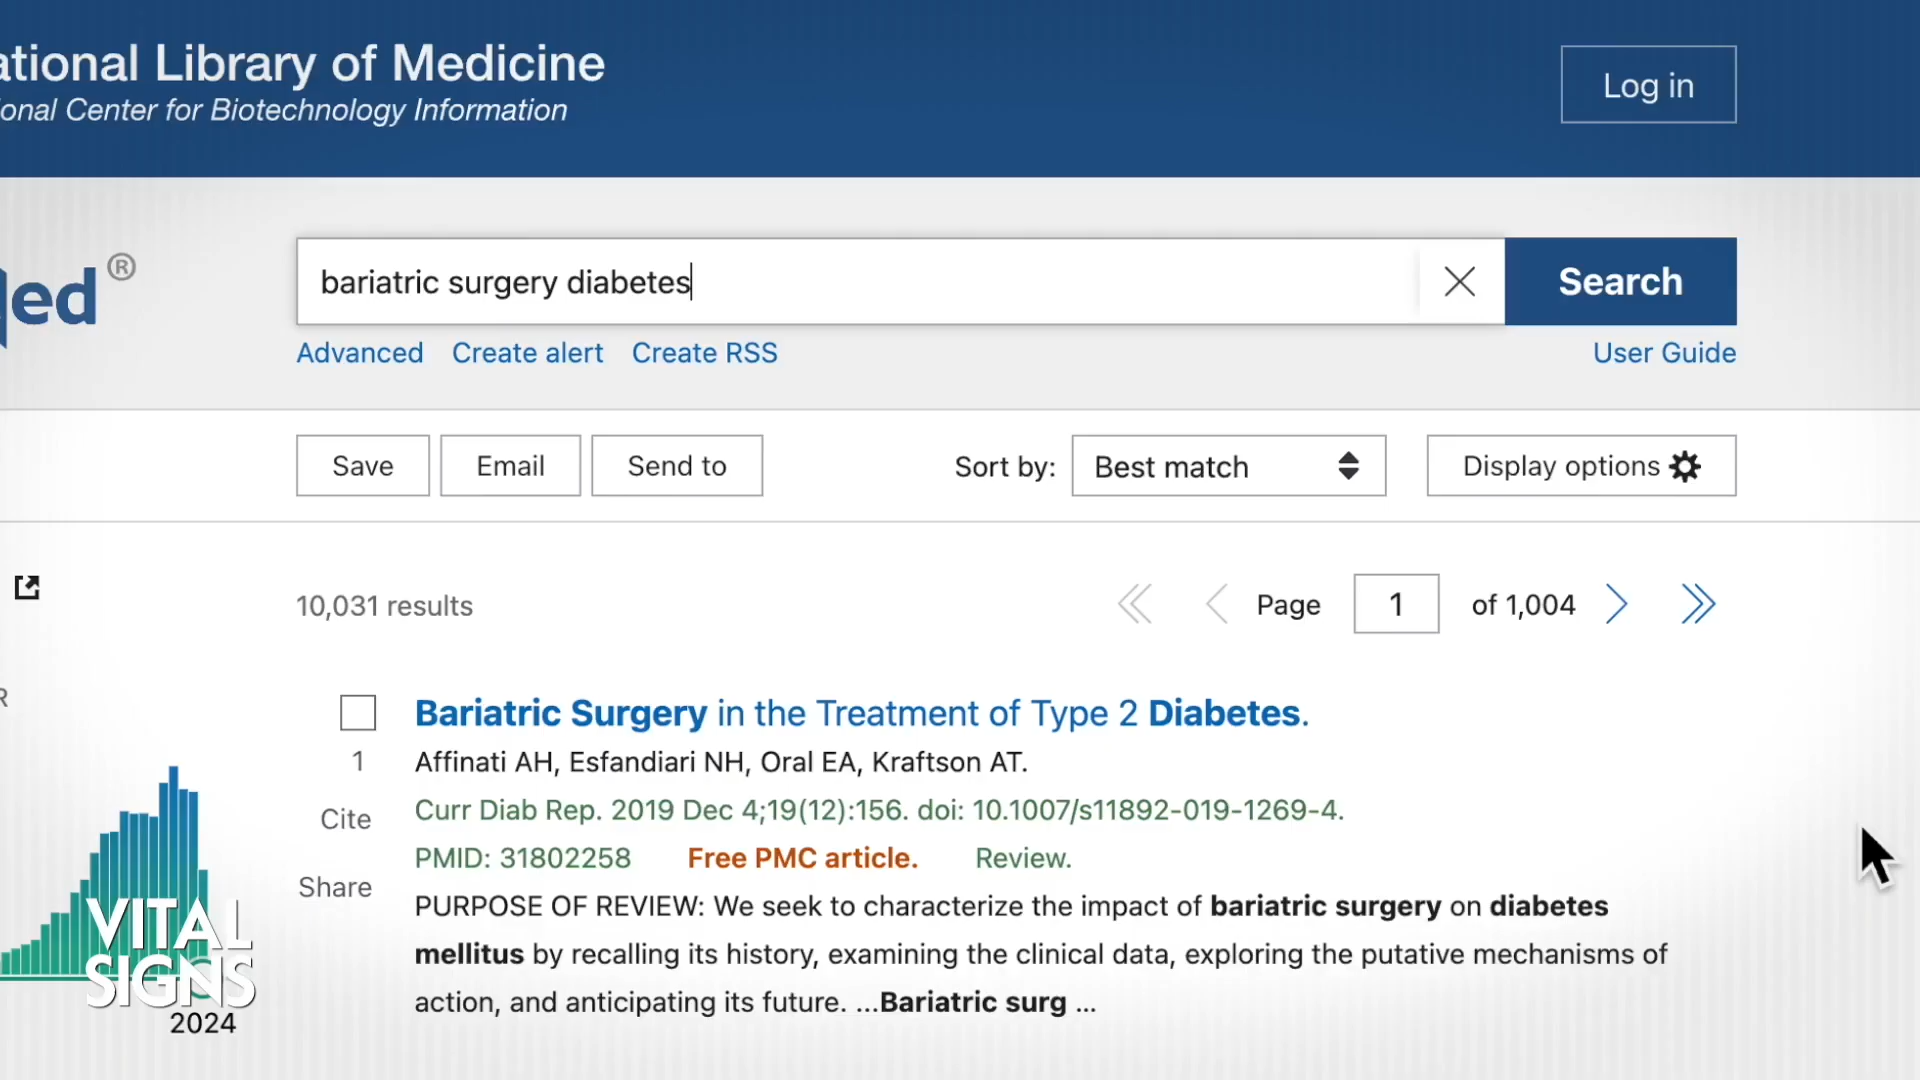 ational Library of Medicine
onal Center for Biotechnology Information
Log in
ed ®
bariatric surgery diabetes
Search
Advanced Create alert Create RSS
User Guide
Save Email Send to
Sort by: Best match
Display options
10,031 results
Page 1 of 1,004
R
Bariatric Surgery in the Treatment of Type 2 Diabetes.
1
Affinati AH, Esfandiari NH, Oral EA, Kraftson AT.
Cite
Curr Diab Rep. 2019 Dec 4;19(12):156. doi: 10.1007/s11892-019-1269-4.
PMID: 31802258 Free PMC article. Review.
Share
PURPOSE OF REVIEW: We seek to characterize the impact of bariatric surgery on diabetes
mellitus by recalling its history, examining the clinical data, exploring the putative mechanisms of
action, and anticipating its future. ...Bariatric surg ...
VITAL
SIGNS
2024